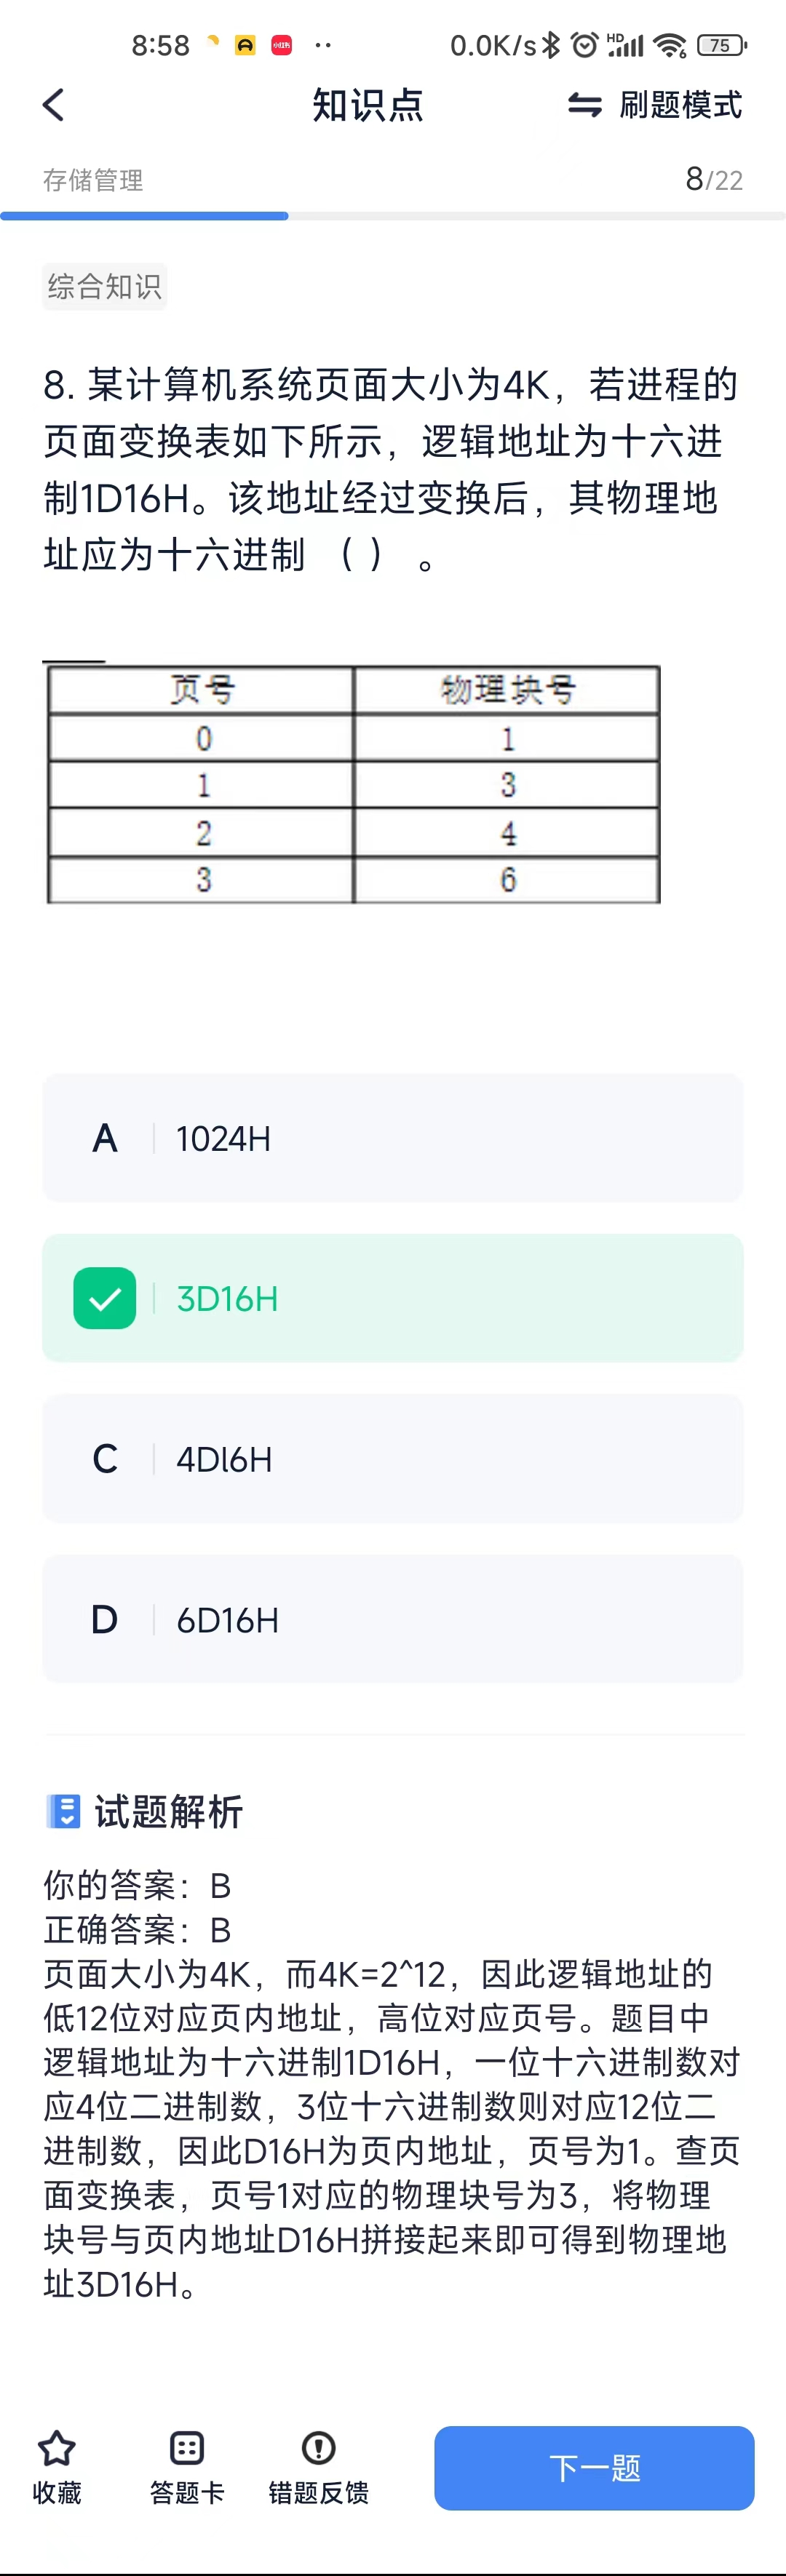 8:58
0.0K/s
HD
6
75
知识点
刷题模式
存储管理
8/22
综合知识
8. 某计算机系统页面大小为4K，若进程的
页面变换表如下所示，逻辑地址为十六进
制1D16H。该地址经过变换后，其物理地
址应为十六进制 （ ） 。
页号 物理块号
0 1
1 3
2 4
3 6
A 1024H
3D16H
C 4Dl6H
D 6D16H
试题解析
你的答案：B
正确答案：B
页面大小为4K，而4K=2^12，因此逻辑地址的
低12位对应页内地址，高位对应页号。题目中
逻辑地址为十六进制1D16H，一位十六进制数对
应4位二进制数，3位十六进制数则对应12位二
进制数，因此D16H为页内地址，页号为1。查页
面变换表，页号1对应的物理块号为3，将物理
块号与页内地址D16H拼接起来即可得到物理地
址3D16H。
收藏
答题卡
错题反馈
下一题